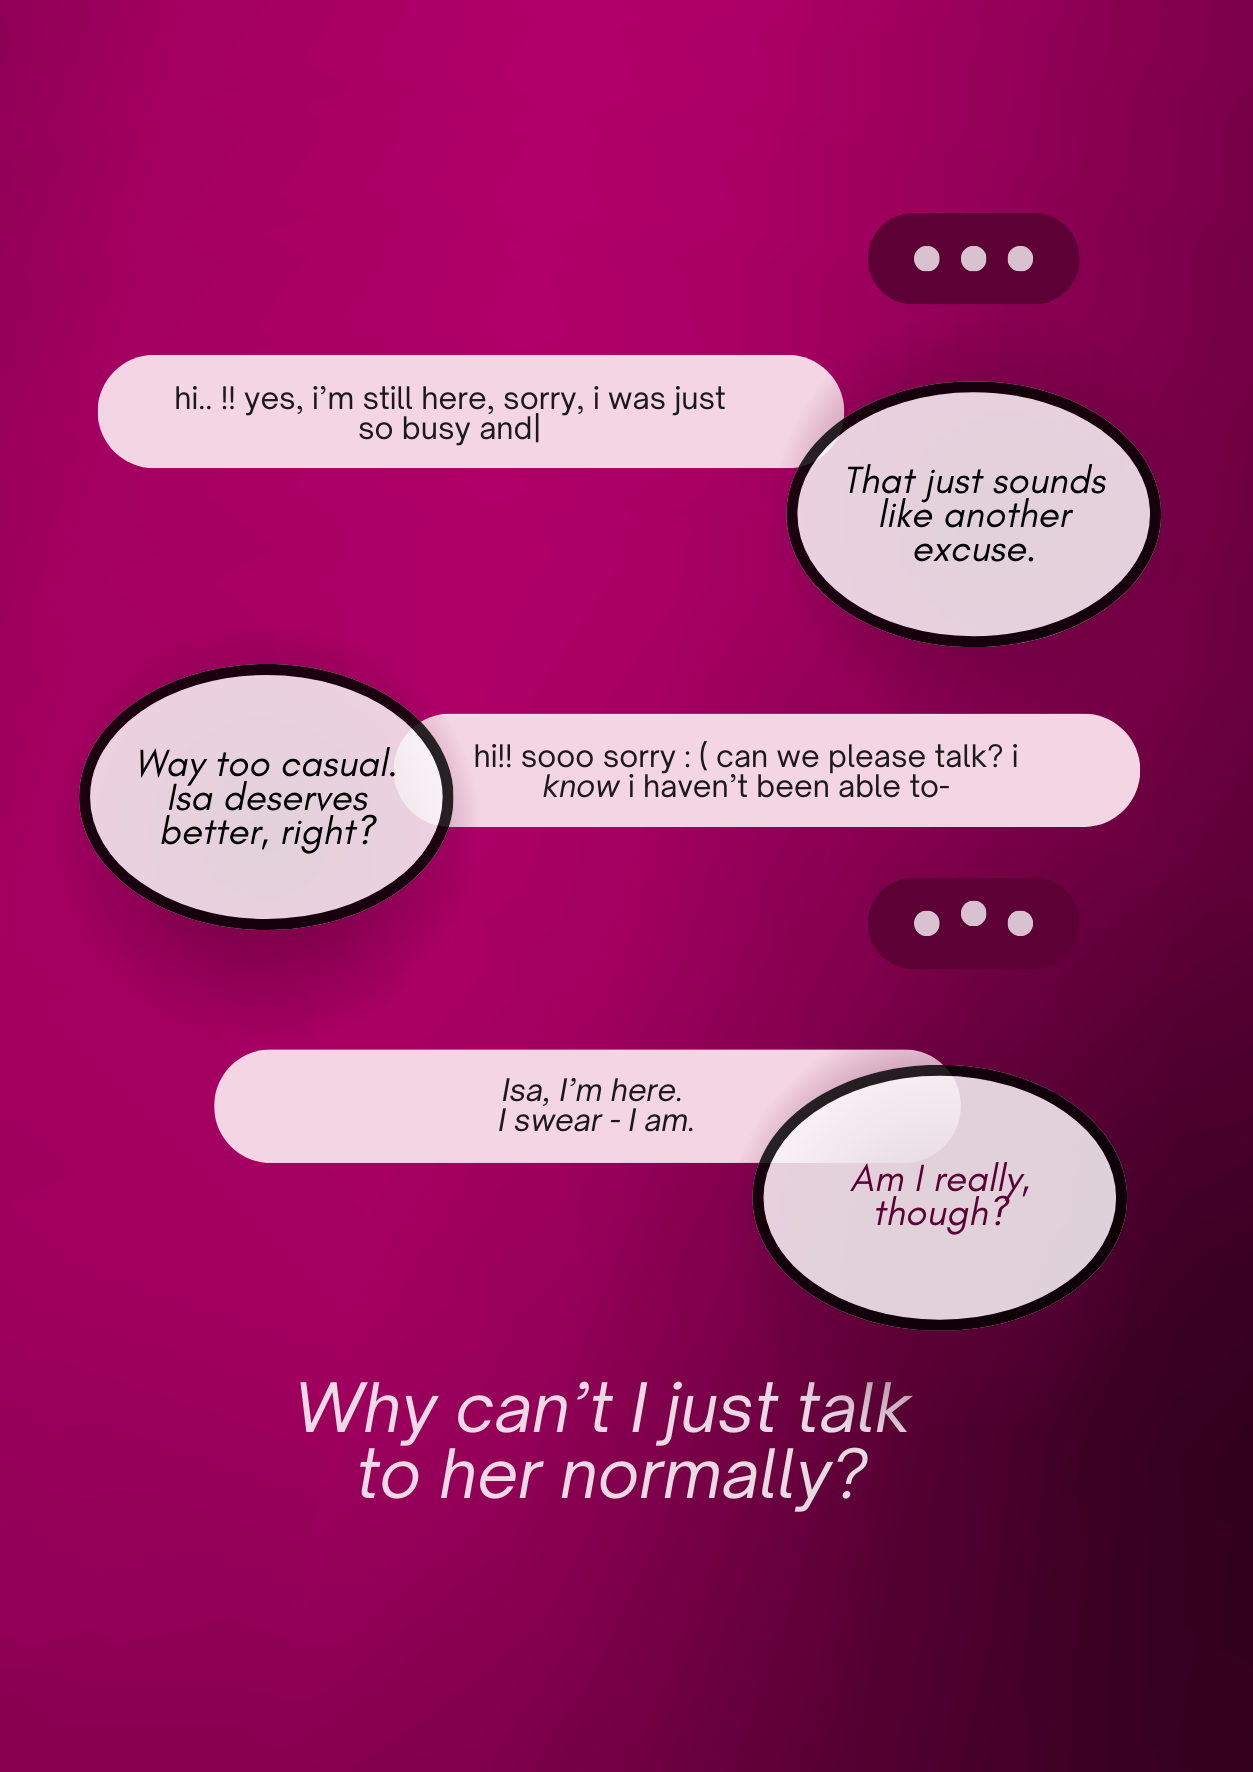 hi.. !! yes, i’m still here, sorry, i was just
so busy and|
That just sounds
like another
excuse.
Way too casual.
Isa deserves
better, right?
hi!! sooo sorry : ( can we please talk? i
know i haven’t been able to-
Isa, I’m here.
I swear - I am.
Am I really,
though?
Why can’t I just talk
to her normally?